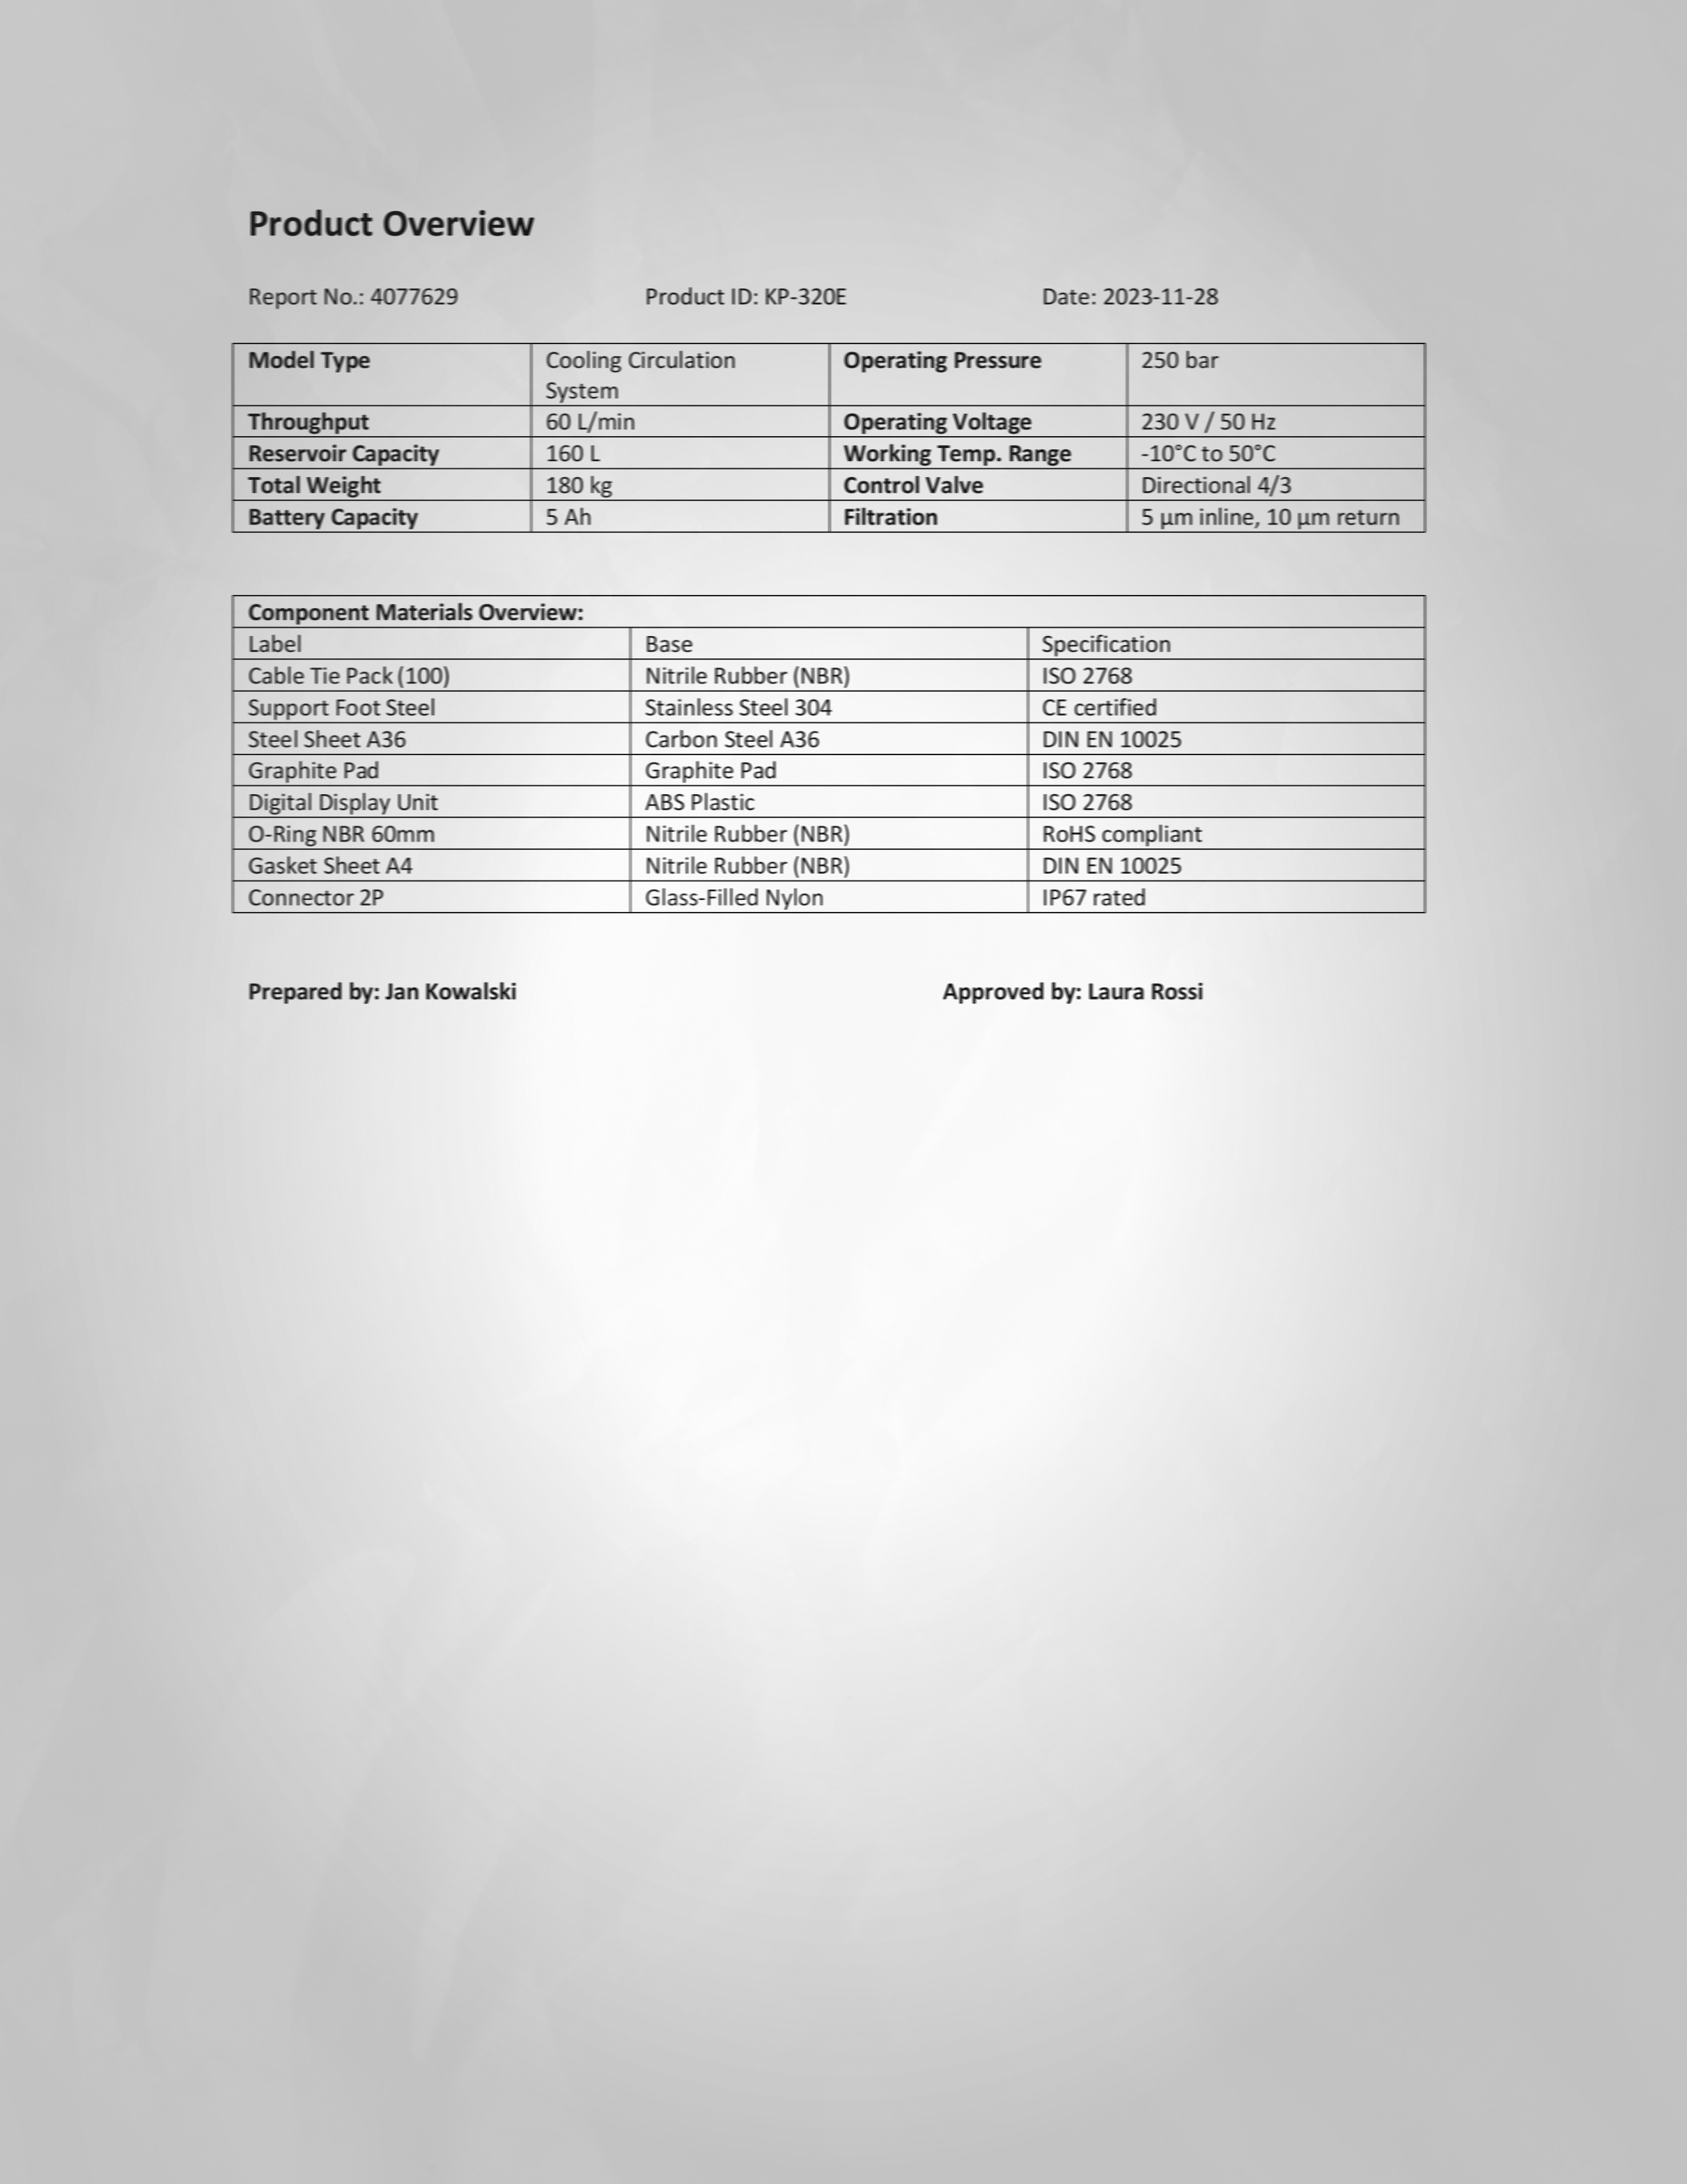 Product Overview
Report No.: 4077629 Product ID: KP-320E Date: 2023-11-28
Model Type Cooling Circulation System Operating Pressure 250 bar
Throughput 60 L/min Operating Voltage 230 V / 50 Hz
Reservoir Capacity 160 L Working Temp. Range -10°C to 50°C
Total Weight 180 kg Control Valve Directional 4/3
Battery Capacity 5 Ah Filtration 5 µm inline, 10 µm return
Component Materials Overview:
Label Base Specification
Cable Tie Pack (100) Nitrile Rubber (NBR) ISO 2768
Support Foot Steel Stainless Steel 304 CE certified
Steel Sheet A36 Carbon Steel A36 DIN EN 10025
Graphite Pad Graphite Pad ISO 2768
Digital Display Unit ABS Plastic ISO 2768
O-Ring NBR 60mm Nitrile Rubber (NBR) RoHS compliant
Gasket Sheet A4 Nitrile Rubber (NBR) DIN EN 10025
Connector 2P Glass-Filled Nylon IP67 rated
Prepared by: Jan Kowalski Approved by: Laura Rossi